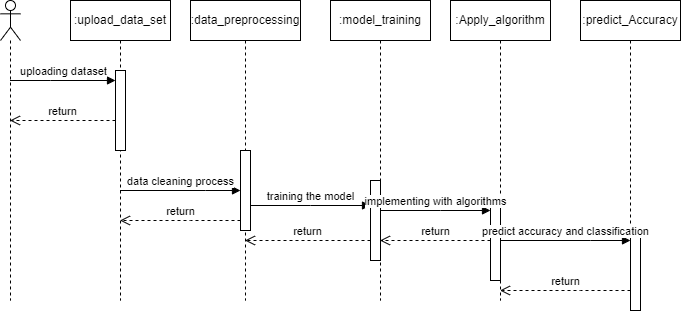 :upload_data_set
:data_preprocessing
:model_training
:Apply_algorithm
:predict_Accuracy
uploading dataset
return
data cleaning process
return
training the model
implementing with algorithms
return
return
predict accuracy and classification
return